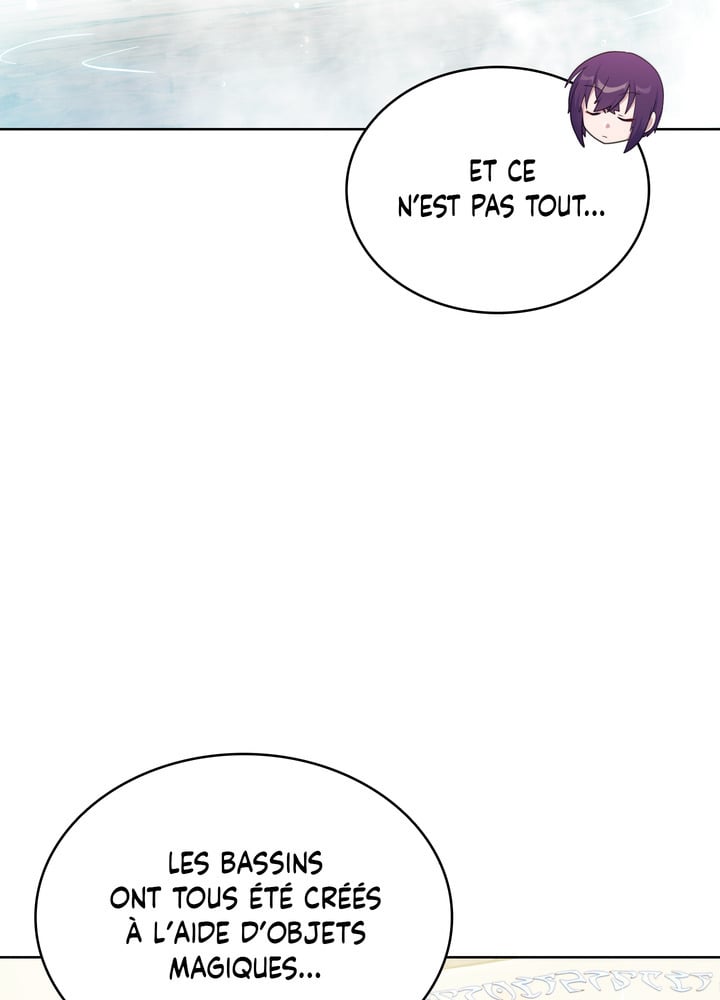 ET CE
N'EST PAS TOUT...
LES BASSINS
ONT TOUS ÉTÉ CRÉÉS
À L'AIDE D'OBJETS
MAGIQUES...